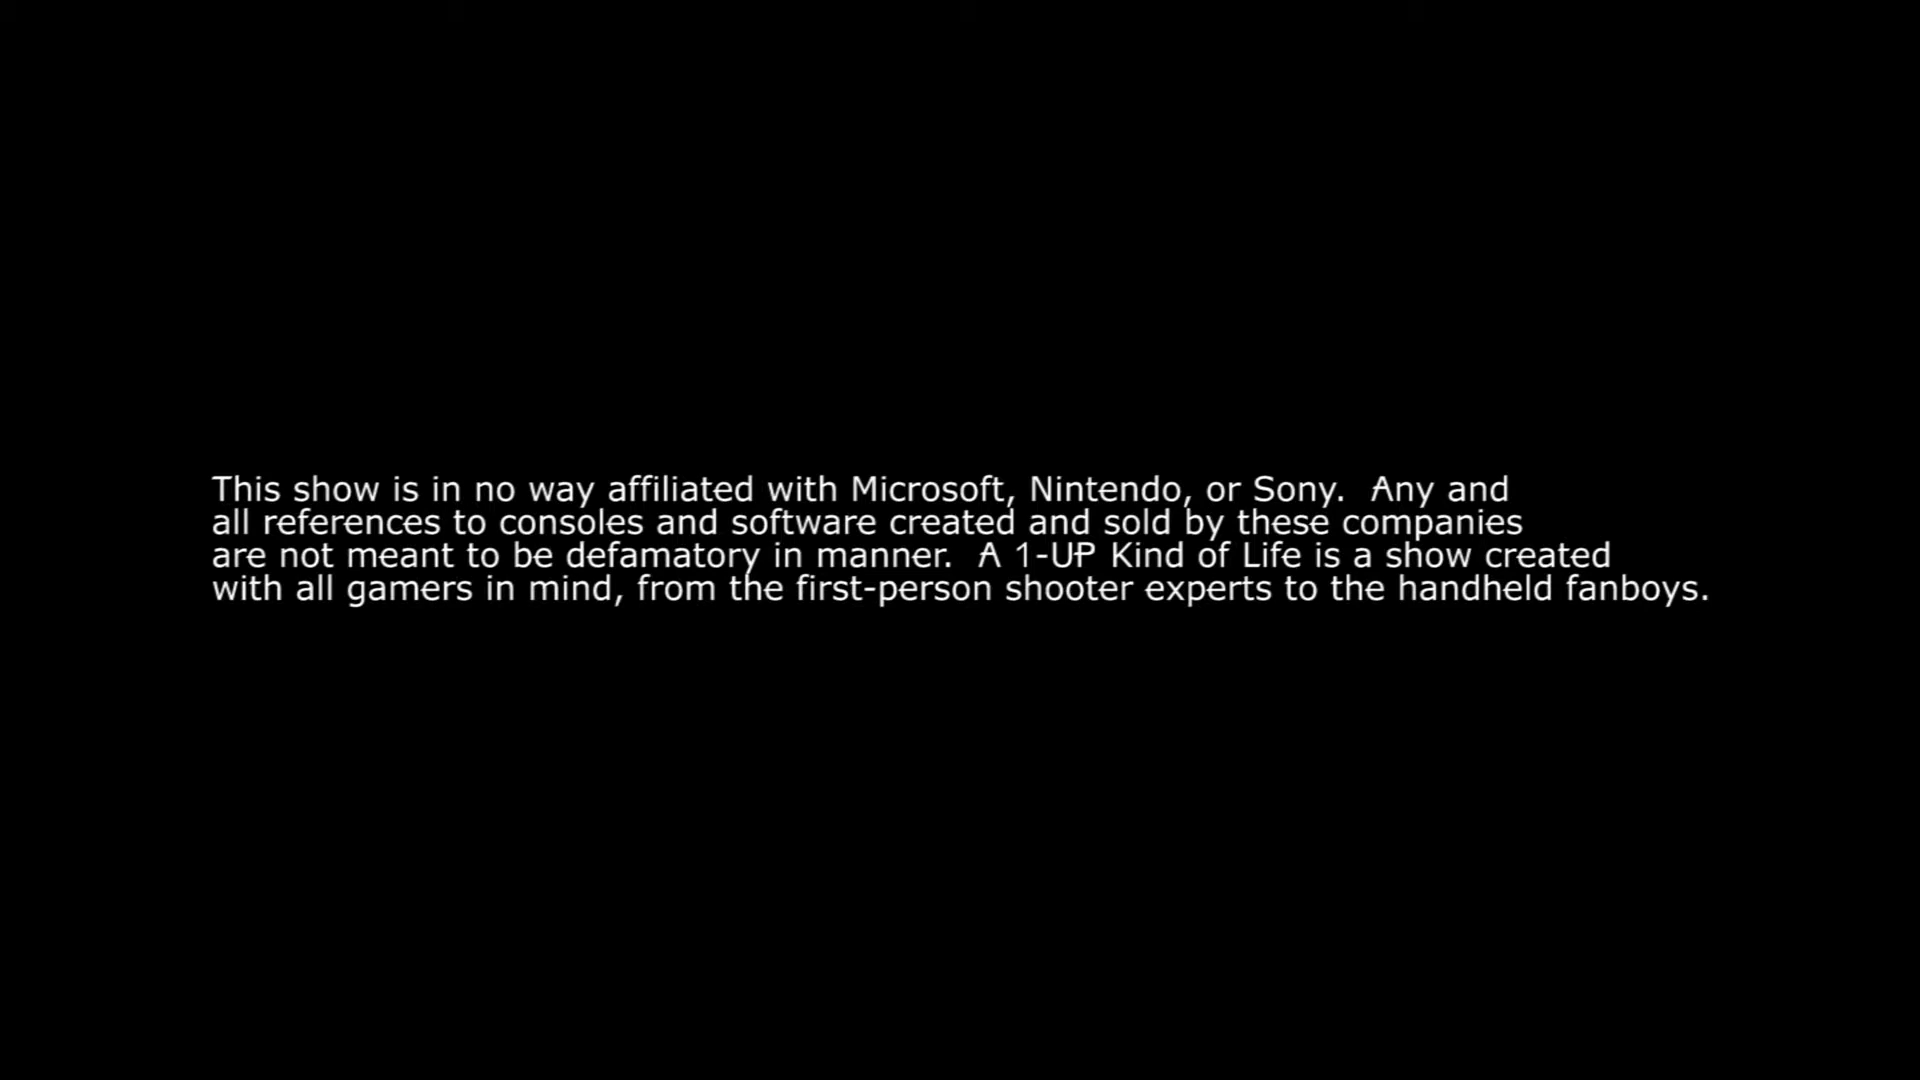 This show is in no way affiliated with Microsoft, Nintendo, or Sony.  Any and
all references to consoles and software created and sold by these companies
are not meant to be defamatory in manner.  A 1-UP Kind of Life is a show created
with all gamers in mind, from the first-person shooter experts to the handheld fanboys.